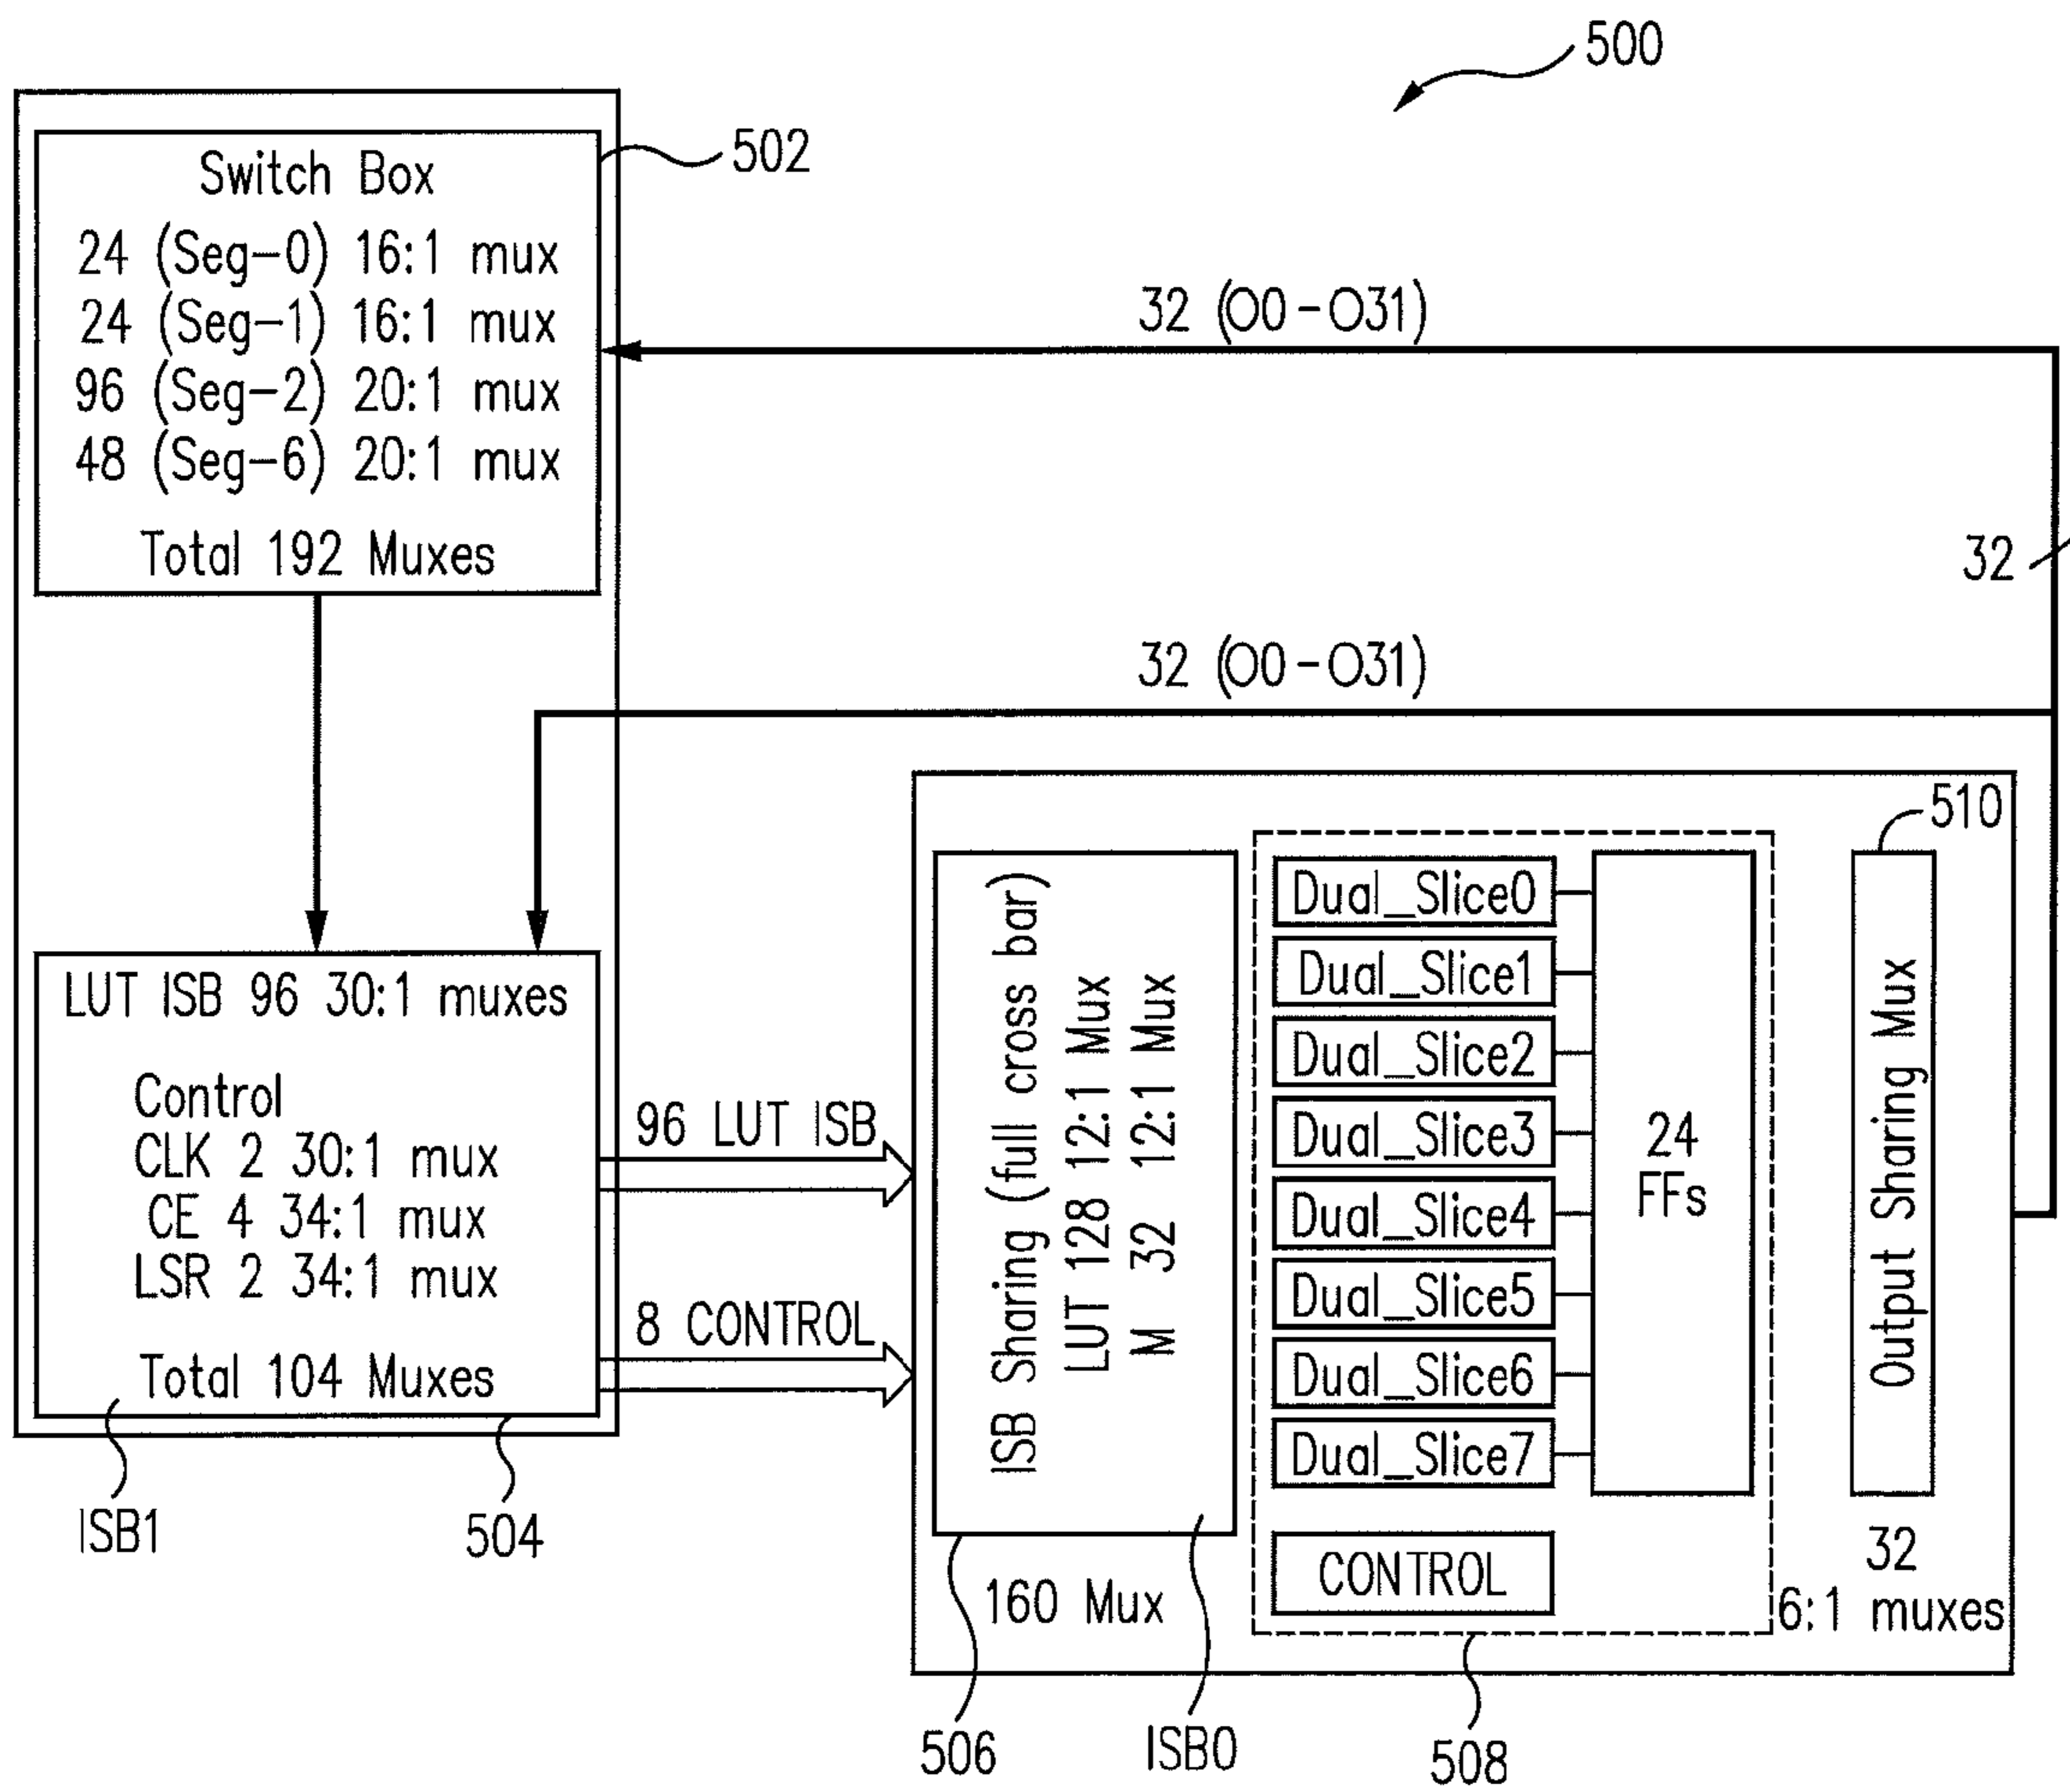 500
502
Switch Box
24 (Seg-0) 16:1 mux
24 (Seg-1) 16:1 mux
96 (Seg-2) 20:1 mux
48 (Seg-6) 20:1 mux
Total 192 Muxes
32 (O0-O31)
32
32 (O0-O31)
LUT ISB 96 30:1 muxes
Control
CLK 2 30:1 mux
CE 4 34:1 mux
LSR 2 34:1 mux
Total 104 Muxes
ISB1
504
96 LUT ISB
8 CONTROL
ISB Sharing (full cross bar)
LUT 128 12:1 Mux
M 32 12:1 Mux
160 Mux
506
ISB0
Dual_Slice0
Dual_Slice1
Dual_Slice2
Dual_Slice3
Dual_Slice4
Dual_Slice5
Dual_Slice6
Dual_Slice7
CONTROL
24
FFs
508
510
Output Sharing Mux
32
6:1 muxes